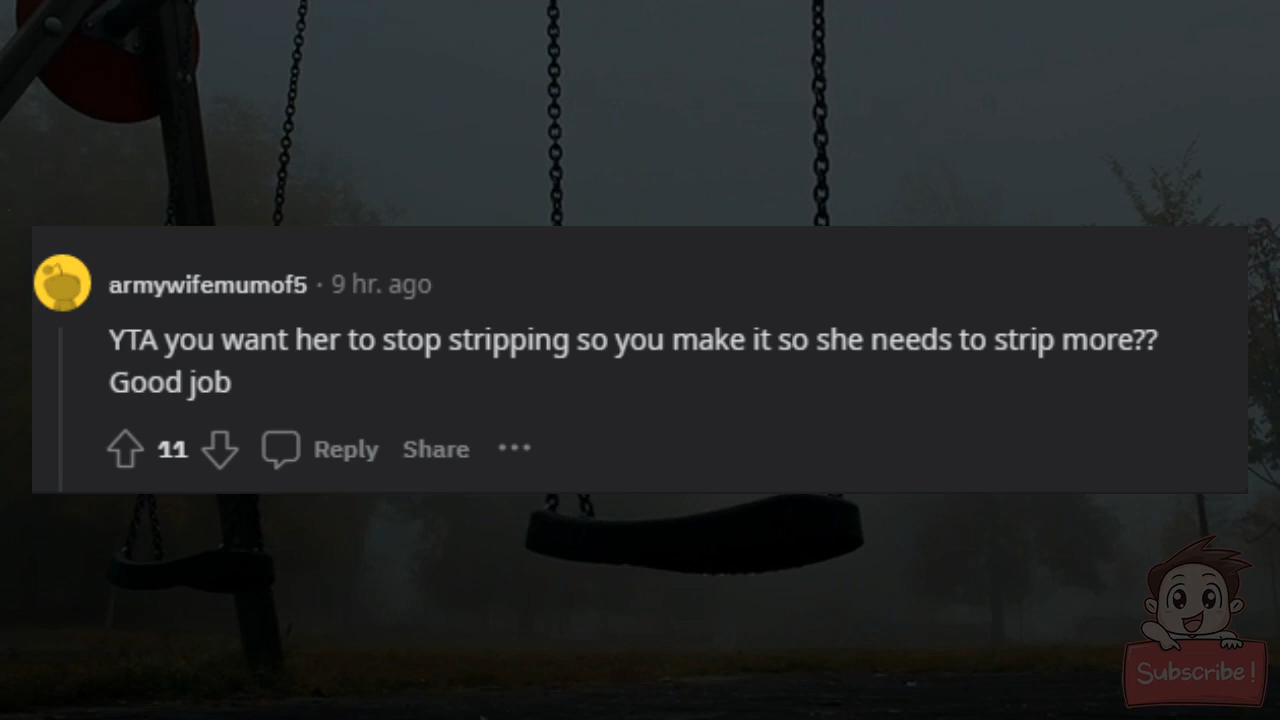 armywifemumof5 · 9 hr. ago
YTA you want her to stop stripping so you make it so she needs to strip more??
Good job
11 Reply Share ...
Subscribe!